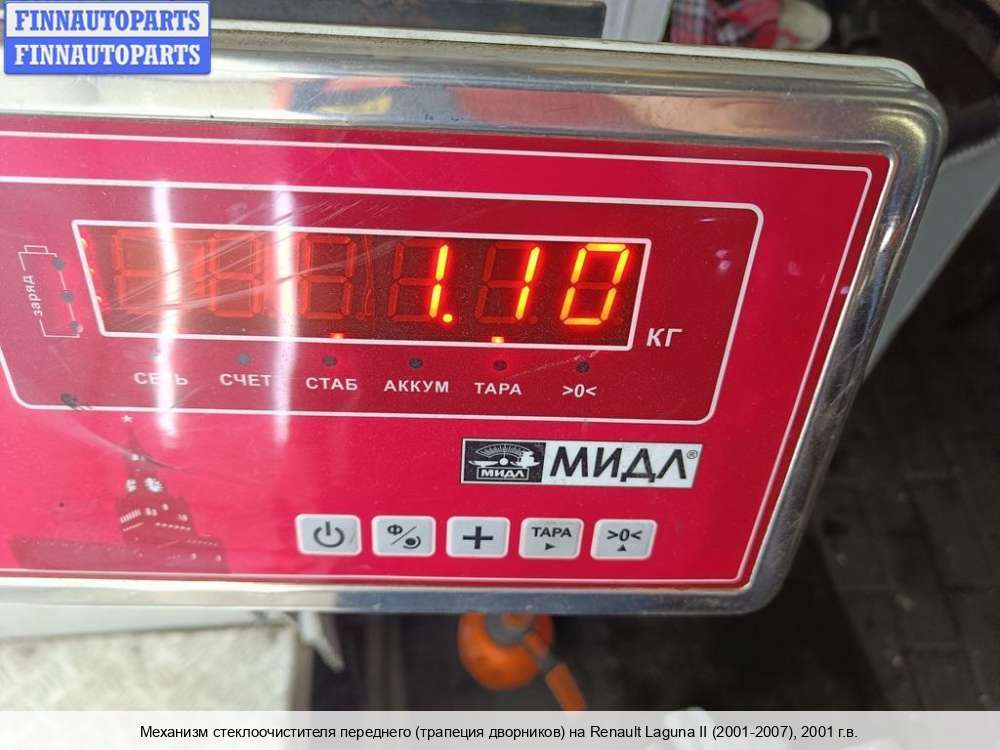 FINNAUTOPARTS
FINNAUTOPARTS
1.10
заряд
КГ
СЕТЬ СЧЕТ СТАБ АККУМ ТАРА >0<
МИДЛ МИДЛ®
Ф ТАРА >0<
Механизм стеклоочистителя переднего (трапеция дворников) на Renault Laguna II (2001-2007), 2001 г.в.